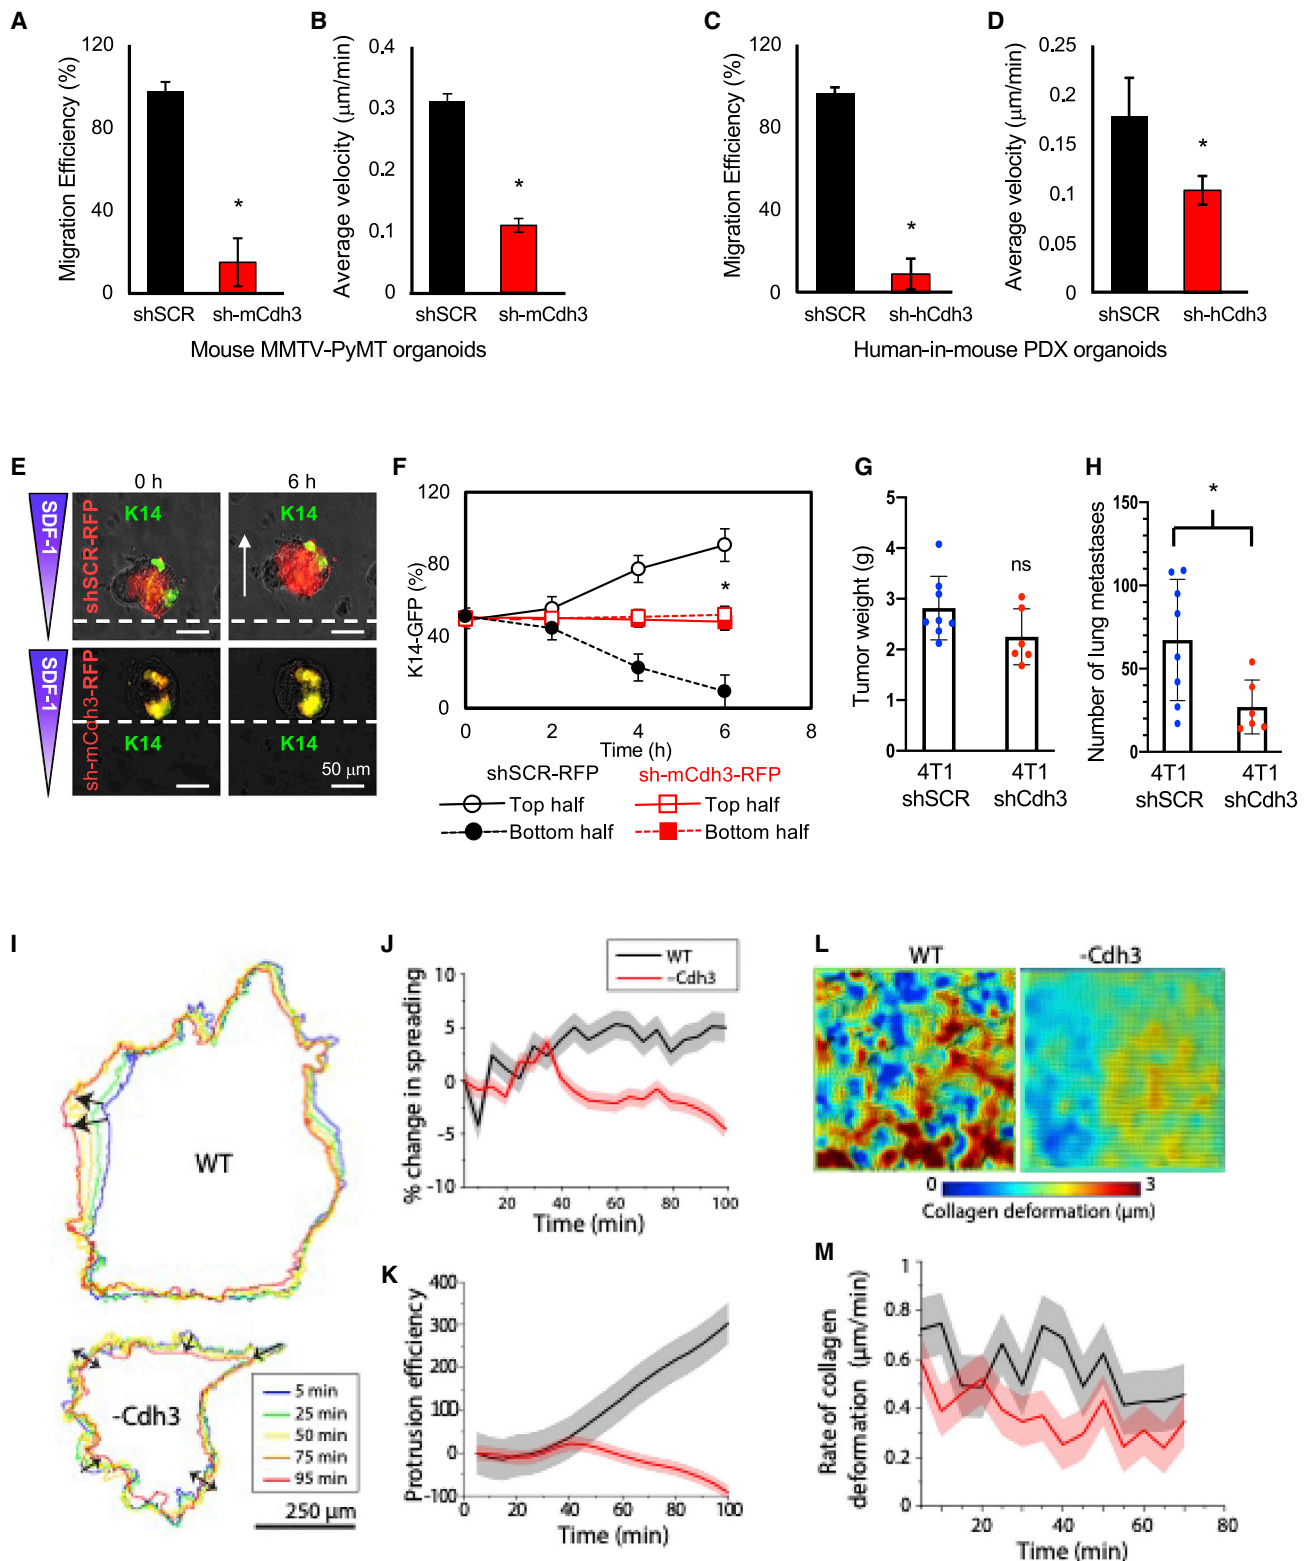 A
Migration Efficiency (%)
120
80
40
0
*
shSCR
sh-mCdh3
B
Average velocity (μm/min)
0.4
0.3
0.2
0.1
0
*
shSCR
sh-mCdh3
Mouse MMTV-PyMT organoids
C
Migration Efficiency (%)
120
80
40
0
*
shSCR
sh-hCdh3
D
Average velocity (μm/min)
0.25
0.2
0.15
0.1
0.05
0
*
shSCR
sh-hCdh3
Human-in-mouse PDX organoids
E
0 h
6 h
SDF-1
shSCR-RFP
K14
K14
SDF-1
sh-mCdh3-RFP
K14
K14
50 μm
F
K14-GFP (%)
120
80
40
0
*
0
2
4
6
8
Time (h)
shSCR-RFP
sh-mCdh3-RFP
Top half
Top half
Bottom half
Bottom half
G
Tumor weight (g)
5
4
3
2
1
0
ns
4T1
shSCR
4T1
shCdh3
H
Number of lung metastases
150
100
50
0
*
4T1
shSCR
4T1
shCdh3
I
WT
-Cdh3
5 min
25 min
50 min
75 min
95 min
250 μm
J
WT
-Cdh3
% change in spreading
10
5
0
-5
-10
20
40
60
80
100
Time (min)
K
Protrusion efficiency
400
300
200
100
0
-100
0
20
40
60
80
100
Time (min)
L
WT
-Cdh3
0
3
Collagen deformation (μm)
M
Rate of collagen
deformation (μm/min)
1
0.8
0.6
0.4
0.2
0
20
40
60
80
Time (min)